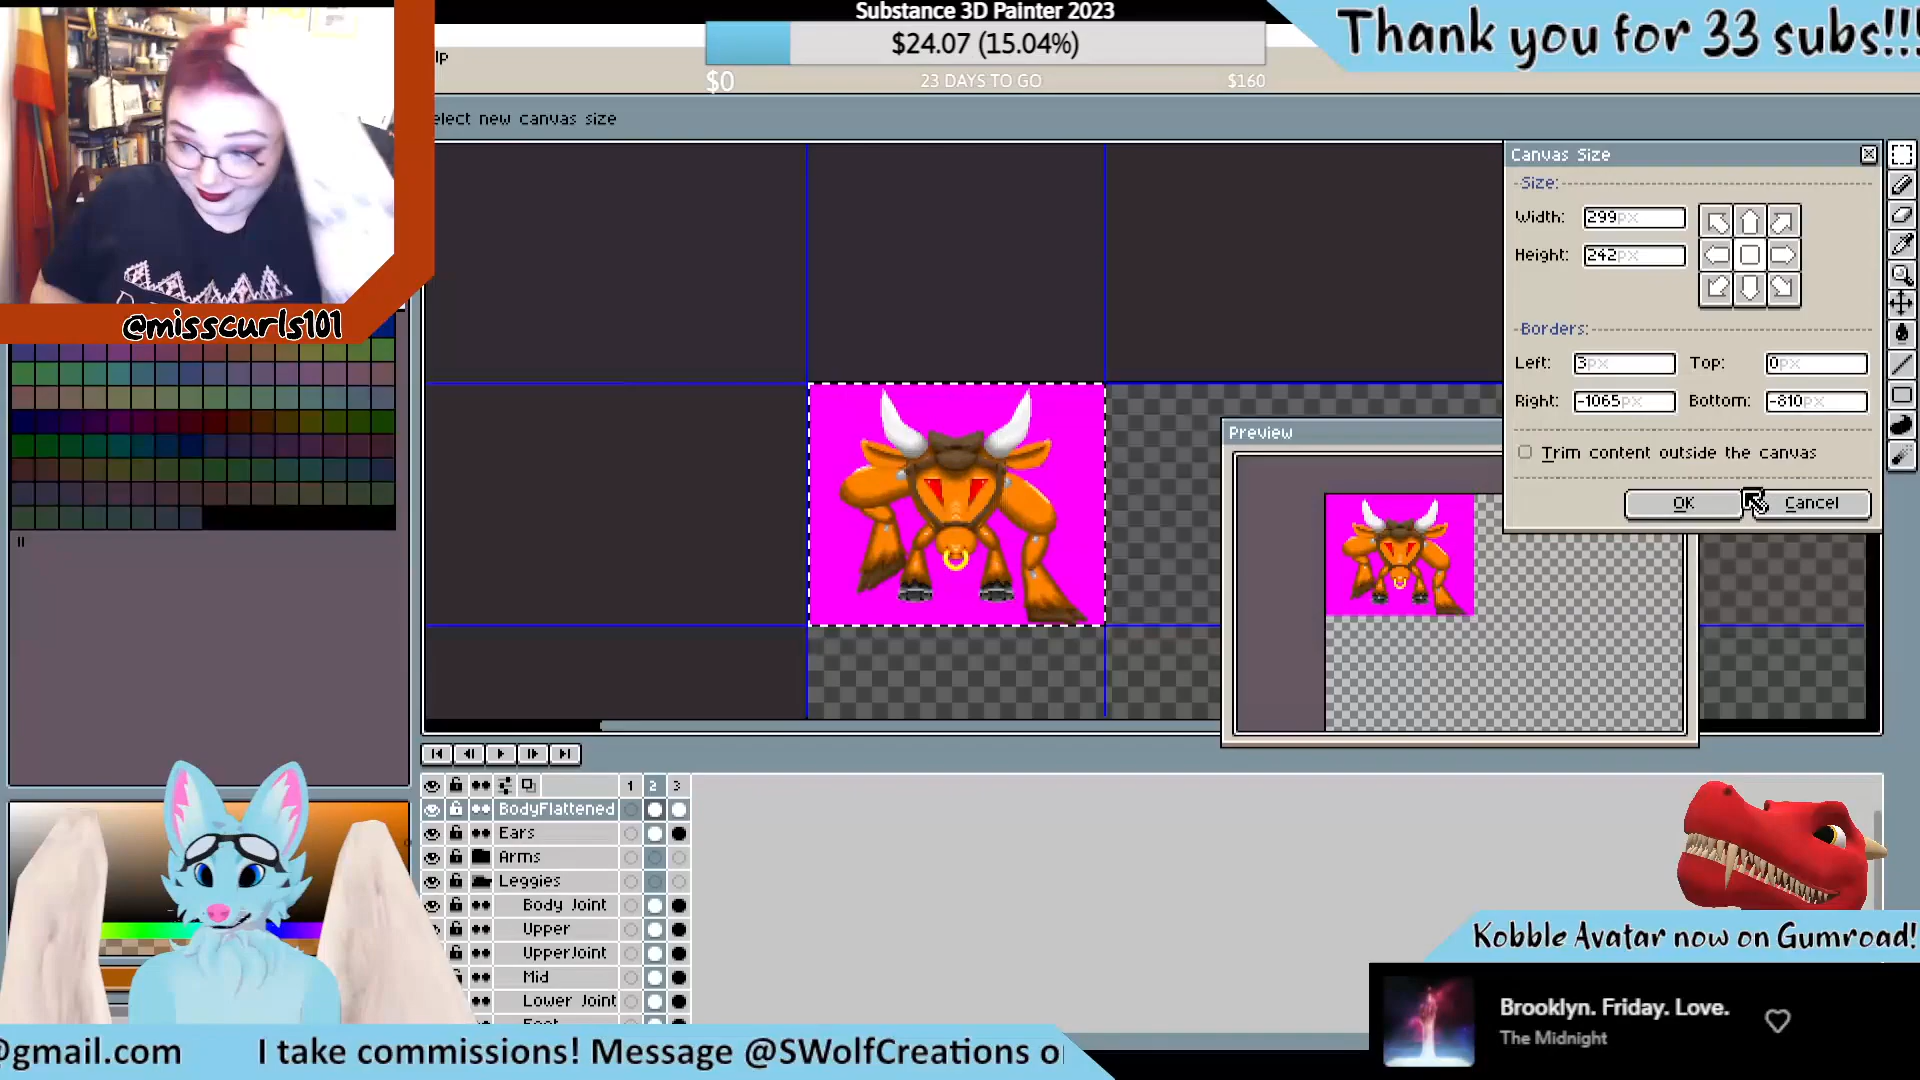 Substance 3D Painter 2023
$24.07 (15.04%)
$0
23 DAYS TO GO
$160
Thank you for 33 subs!!!
lp
elect new canvas size
@misscurls101
Canvas Size
Size:
Width: 299px
Height: 242px
Borders:
Left: 3px Top: 0px
Right: -1065px Bottom: -810px
Trim content outside the canvas
OK Cancel
Preview
1 2 3
BodyFlattened
Ears
Arms
Leggies
Body Joint
Upper
UpperJoint
Mid
Lower Joint
Kobble Avatar now on Gumroad!
Brooklyn. Friday. Love.
The Midnight
@gmail.com I take commissions! Message @SWolfCreations o